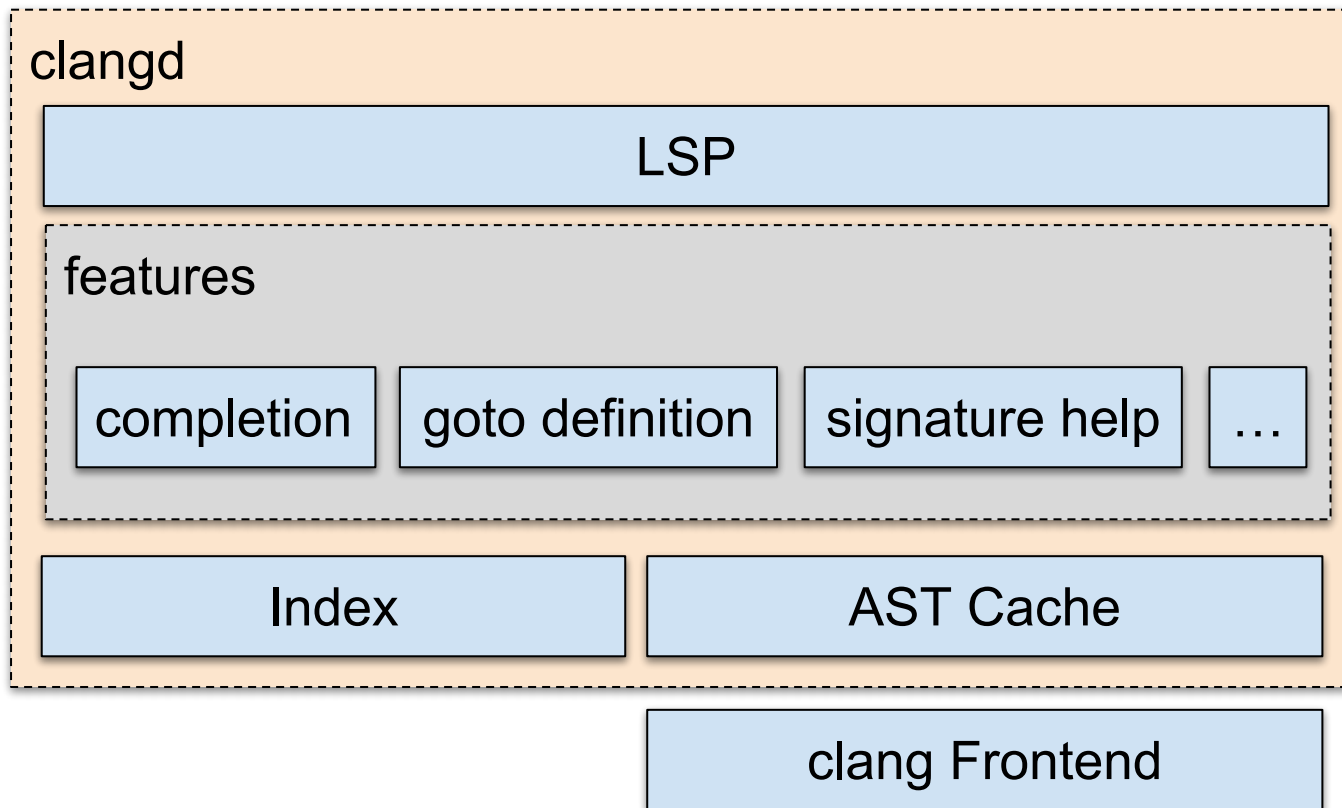 clangd
LSP
features
completion
goto definition
signature help
…
Index
AST Cache
clang Frontend